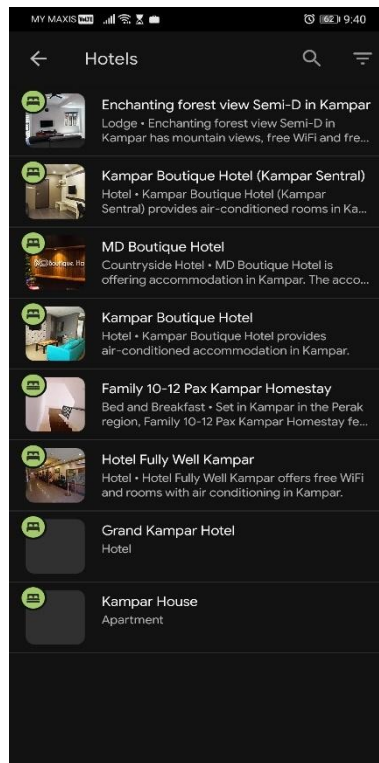 MY MAXIS VoLTE 62 9:40
Hotels
Enchanting forest view Semi-D in Kampar
Lodge • Enchanting forest view Semi-D in
Kampar has mountain views, free WiFi and fre...
Kampar Boutique Hotel (Kampar Sentral)
Hotel • Kampar Boutique Hotel (Kampar
Sentral) provides air-conditioned rooms in Ka...
MD Boutique Hotel
Countryside Hotel • MD Boutique Hotel is
offering accommodation in Kampar. The acco...
Kampar Boutique Hotel
Hotel • Kampar Boutique Hotel provides
air-conditioned accommodation in Kampar.
Family 10-12 Pax Kampar Homestay
Bed and Breakfast • Set in Kampar in the Perak
region, Family 10-12 Pax Kampar Homestay fe...
Hotel Fully Well Kampar
Hotel • Hotel Fully Well Kampar offers free WiFi
and rooms with air conditioning in Kampar.
Grand Kampar Hotel
Hotel
Kampar House
Apartment